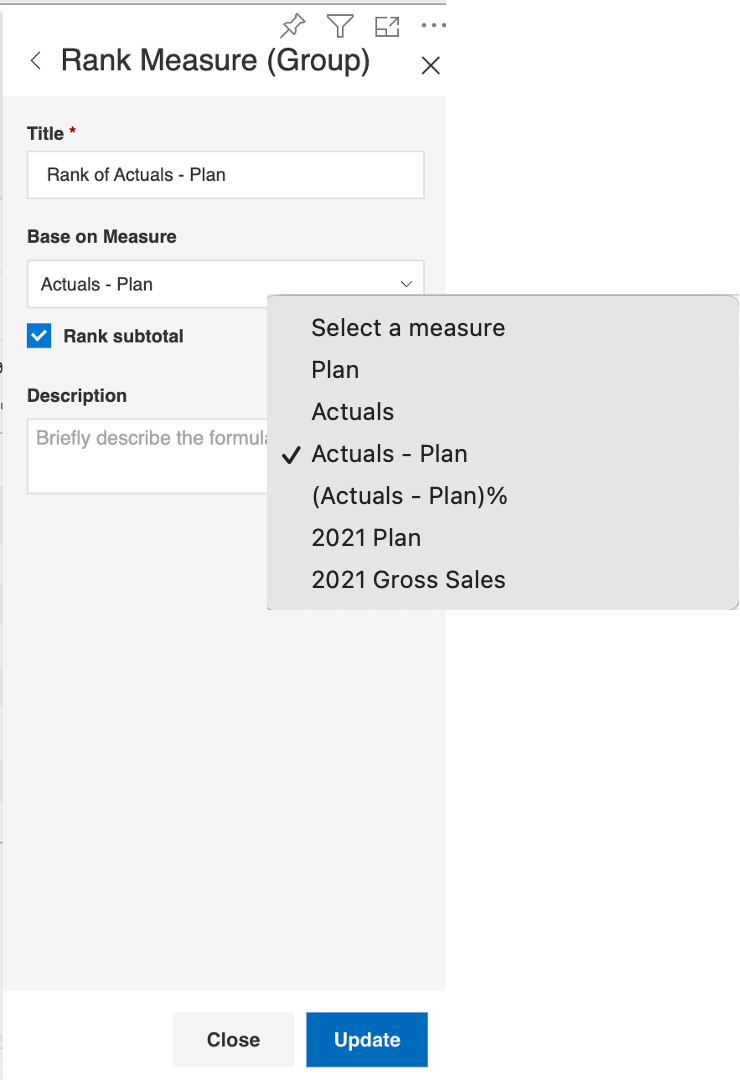 Rank Measure (Group)
Title *
Rank of Actuals - Plan
Base on Measure
Actuals - Plan
Rank subtotal
Description
Briefly describe the formula
Select a measure
Plan
Actuals
Actuals - Plan
(Actuals - Plan)%
2021 Plan
2021 Gross Sales
Close
Update